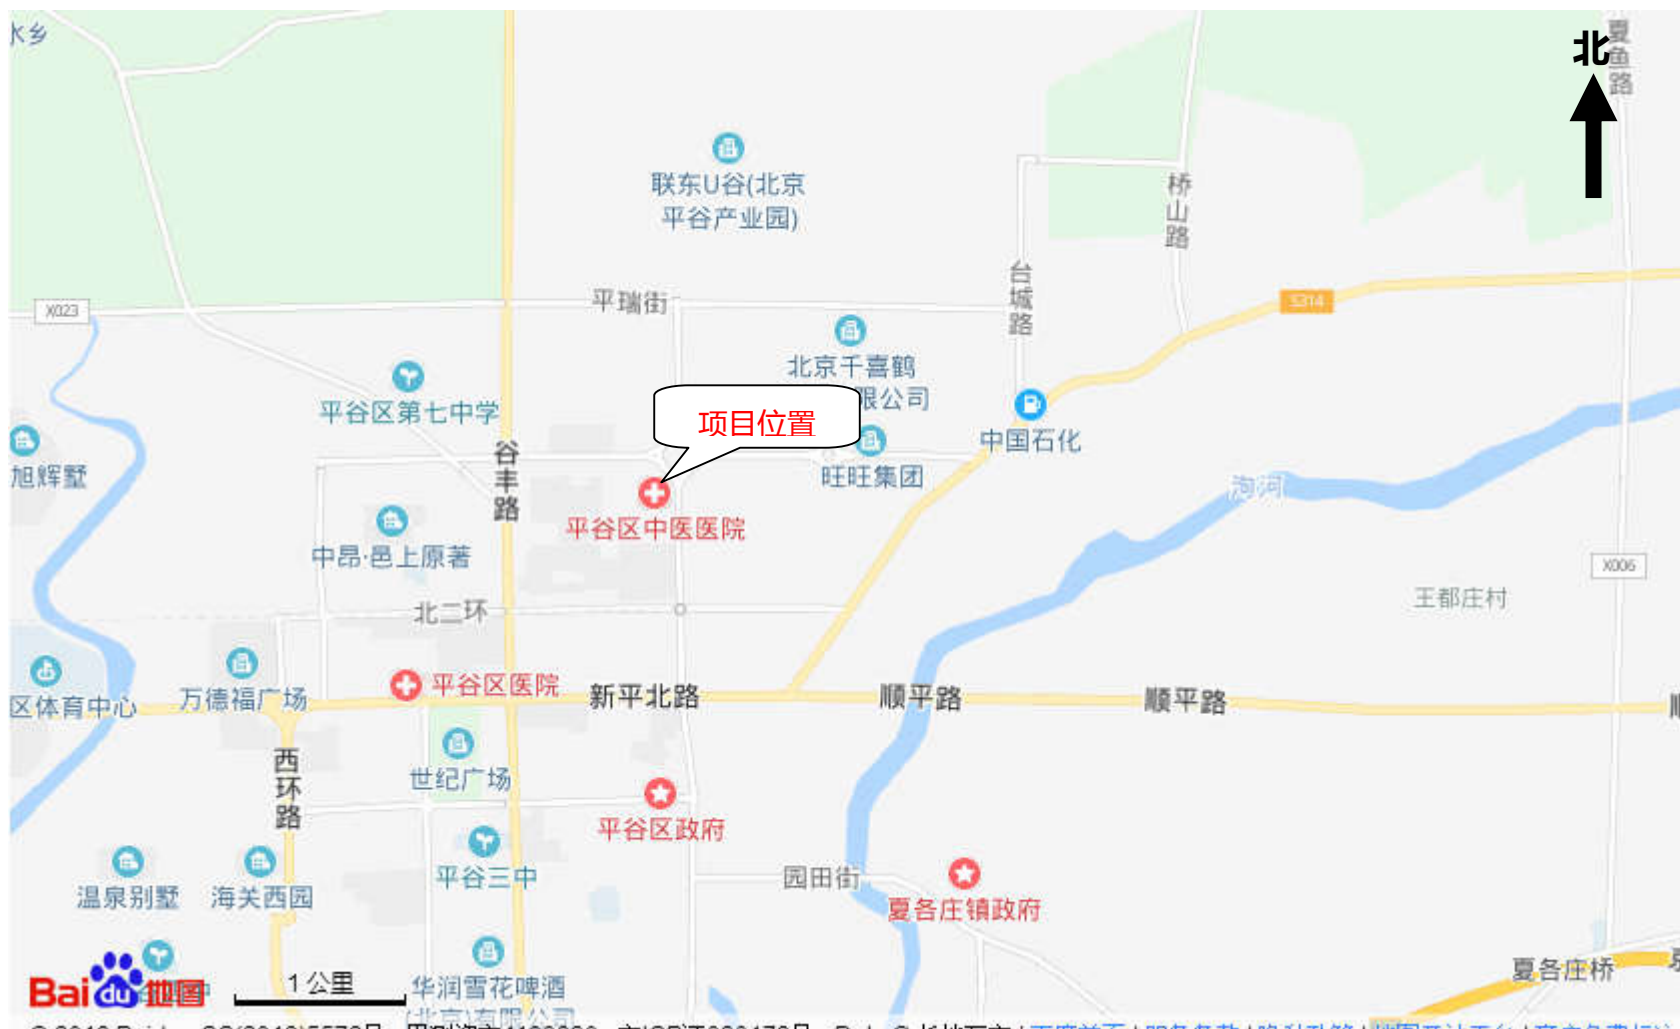 水乡
北
夏鱼路
联东U谷(北京
平谷产业园)
桥山路
台城路
平瑞街
X023
S314
北京千喜鹤
限公司
平谷区第七中学
项目位置
中国石化
旭辉墅
谷丰路
旺旺集团
泃河
平谷区中医医院
中昂·邑上原著
X006
王都庄村
北二环
万德福广场
平谷区医院
新平北路
顺平路
顺平路
区体育中心
西环路
世纪广场
平谷区政府
平谷三中
园田街
温泉别墅
海关西园
夏各庄镇政府
夏各庄桥
Bai du 地图
1 公里
华润雪花啤酒
(北京)有限公司